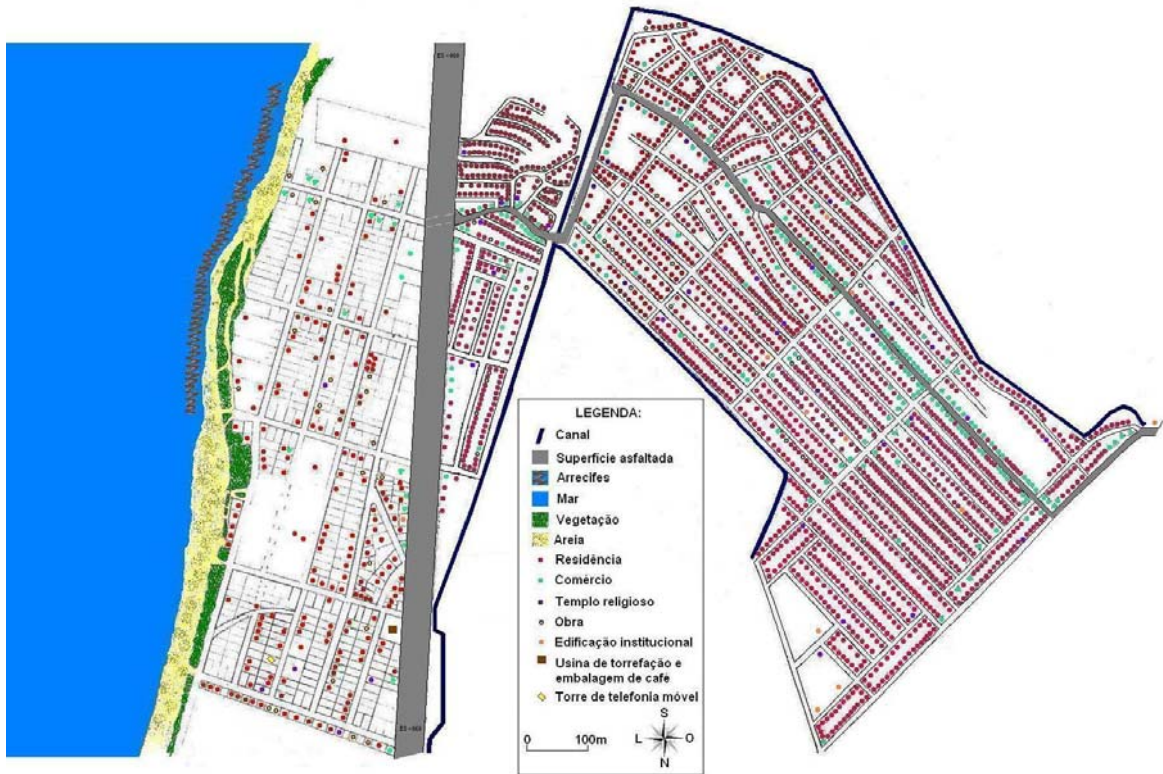 LEGENDA:
Canal
Superfície asfaltada
Arrecifes
Mar
Vegetação
Areia
Residência
Comércio
Templo religioso
Obra
Edificação institucional
Usina de torrefação e
embalagem de café
Torre de telefonia móvel
0 100m
S
L O
N